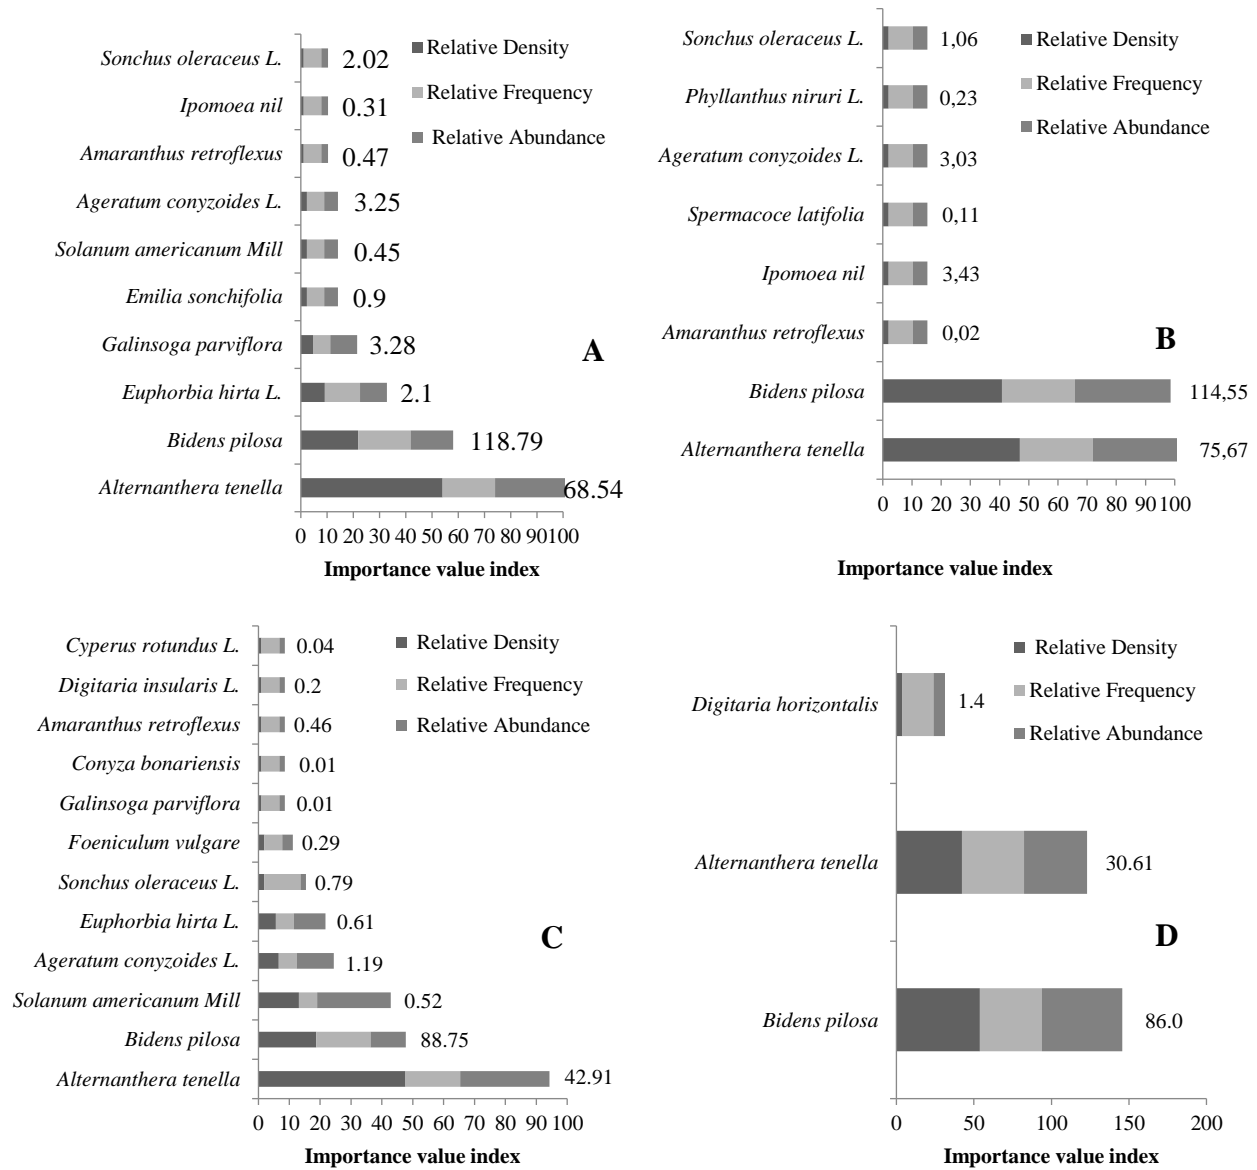 Sonchus oleraceus L. 2.02
Ipomoea nil 0.31
Amaranthus retroflexus 0.47
Ageratum conyzoides L. 3.25
Solanum americanum Mill 0.45
Emilia sonchifolia 0.9
Galinsoga parviflora 3.28
Euphorbia hirta L. 2.1
Bidens pilosa 118.79
Alternanthera tenella 68.54
Relative Density
Relative Frequency
Relative Abundance
A
0 10 20 30 40 50 60 70 80 90 100
Importance value index
Sonchus oleraceus L. 1,06
Phyllanthus niruri L. 0,23
Ageratum conyzoides L. 3,03
Spermacoce latifolia 0,11
Ipomoea nil 3,43
Amaranthus retroflexus 0,02
Bidens pilosa 114,55
Alternanthera tenella 75,67
Relative Density
Relative Frequency
Relative Abundance
B
0 10 20 30 40 50 60 70 80 90 100
Importance value index
Cyperus rotundus L. 0.04
Digitaria insularis L. 0.2
Amaranthus retroflexus 0.46
Conyza bonariensis 0.01
Galinsoga parviflora 0.01
Foeniculum vulgare 0.29
Sonchus oleraceus L. 0.79
Euphorbia hirta L. 0.61
Ageratum conyzoides L. 1.19
Solanum americanum Mill 0.52
Bidens pilosa 88.75
Alternanthera tenella 42.91
Relative Density
Relative Frequency
Relative Abundance
C
0 10 20 30 40 50 60 70 80 90 100
Importance value index
Digitaria horizontalis 1.4
Alternanthera tenella 30.61
Bidens pilosa 86.0
Relative Density
Relative Frequency
Relative Abundance
D
0 50 100 150 200
Importance value index